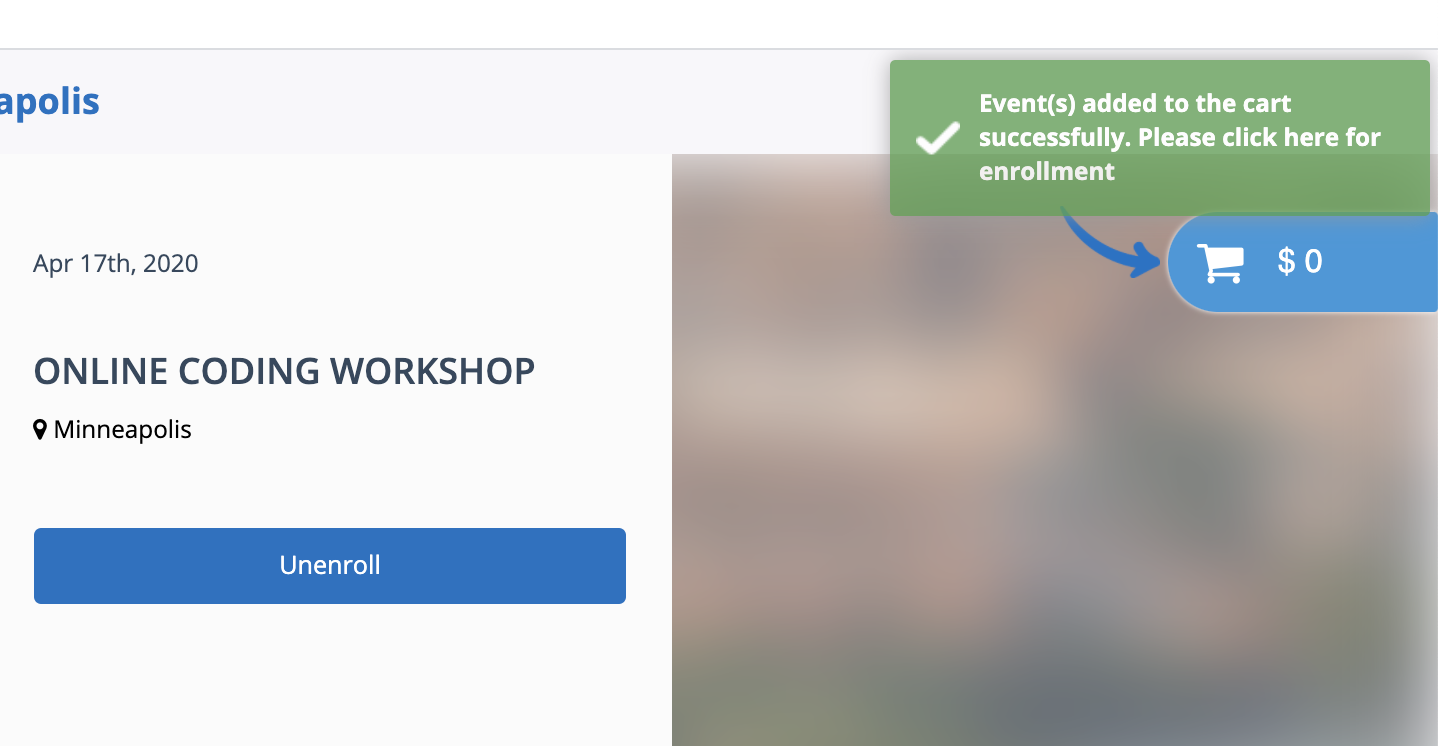 apolis
Event(s) added to the cart
successfully. Please click here for
enrollment
$ 0
Apr 17th, 2020
ONLINE CODING WORKSHOP
Minneapolis
Unenroll